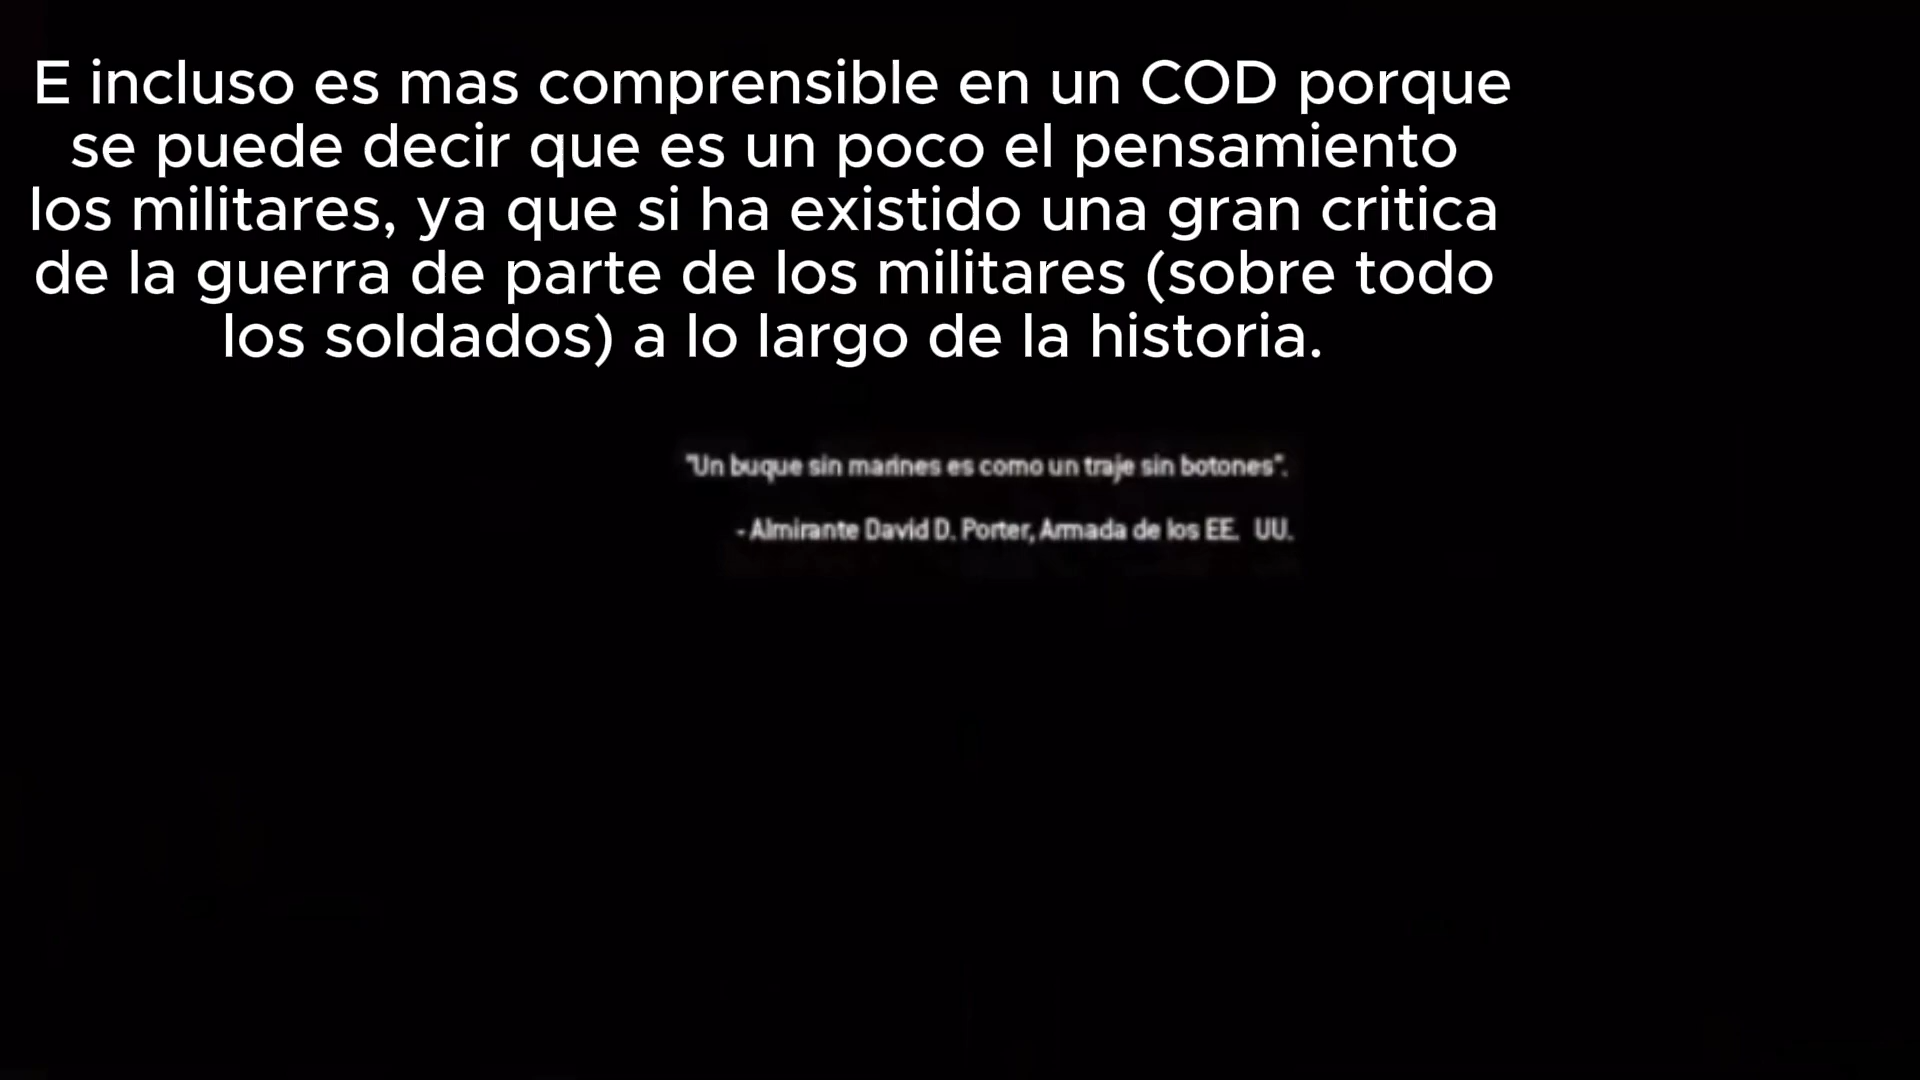 E incluso es mas comprensible en un COD porque
se puede decir que es un poco el pensamiento
los militares, ya que si ha existido una gran critica
de la guerra de parte de los militares (sobre todo
los soldados) a lo largo de la historia.
"Un buque sin marines es como un traje sin botones".
- Almirante David D. Porter, Armada de los EE. UU.